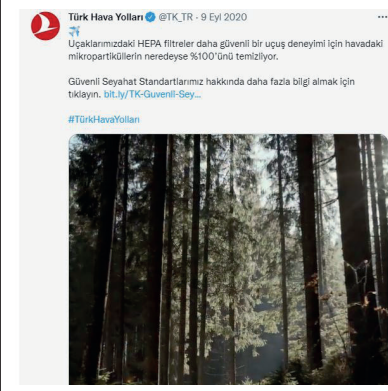 Türk Hava Yolları @TK_TR · 9 Eyl 2020
Uçaklarımızdaki HEPA filtreler daha güvenli bir uçuş deneyimi için havadaki
mikropartiküllerin neredeyse %100'ünü temizliyor.
Güvenli Seyahat Standartlarımız hakkında daha fazla bilgi almak için
tıklayın. bit.ly/TK-Guvenli-Sey...
#TürkHavaYolları